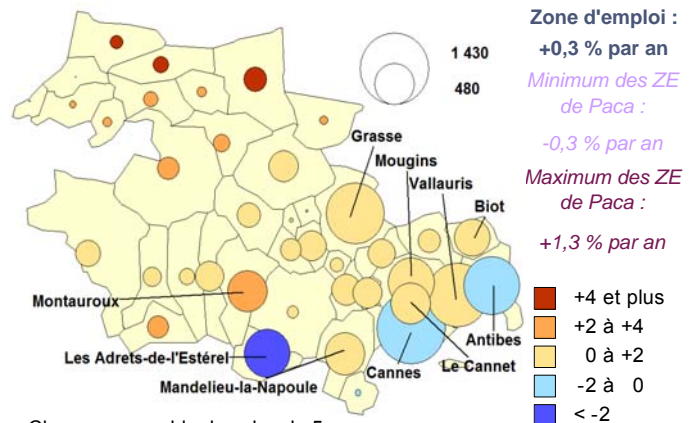 Zone d'emploi :
+0,3 % par an
Minimum des ZE
de Paca :
-0,3 % par an
Maximum des ZE
de Paca :
+1,3 % par an
1 430
480
Grasse
Mougins
Vallauris
Biot
Montauroux
Les Adrets-de-l'Estérel
Mandelieu-la-Napoule
Cannes
Le Cannet
Antibes
+4 et plus
+2 à +4
0 à +2
-2 à 0
< -2